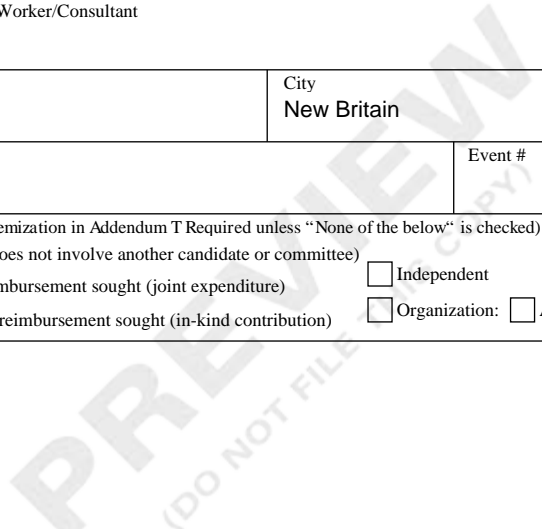 Worker/Consultant
City
New Britain
Event #
emization in Addendum T Required unless “None of the below“ is checked)
oes not involve another candidate or committee)
mbursement sought (joint expenditure)
Independent
reimbursement sought (in-kind contribution)
Organization:
PREVIEW
(DO NOT FILE THIS COPY)